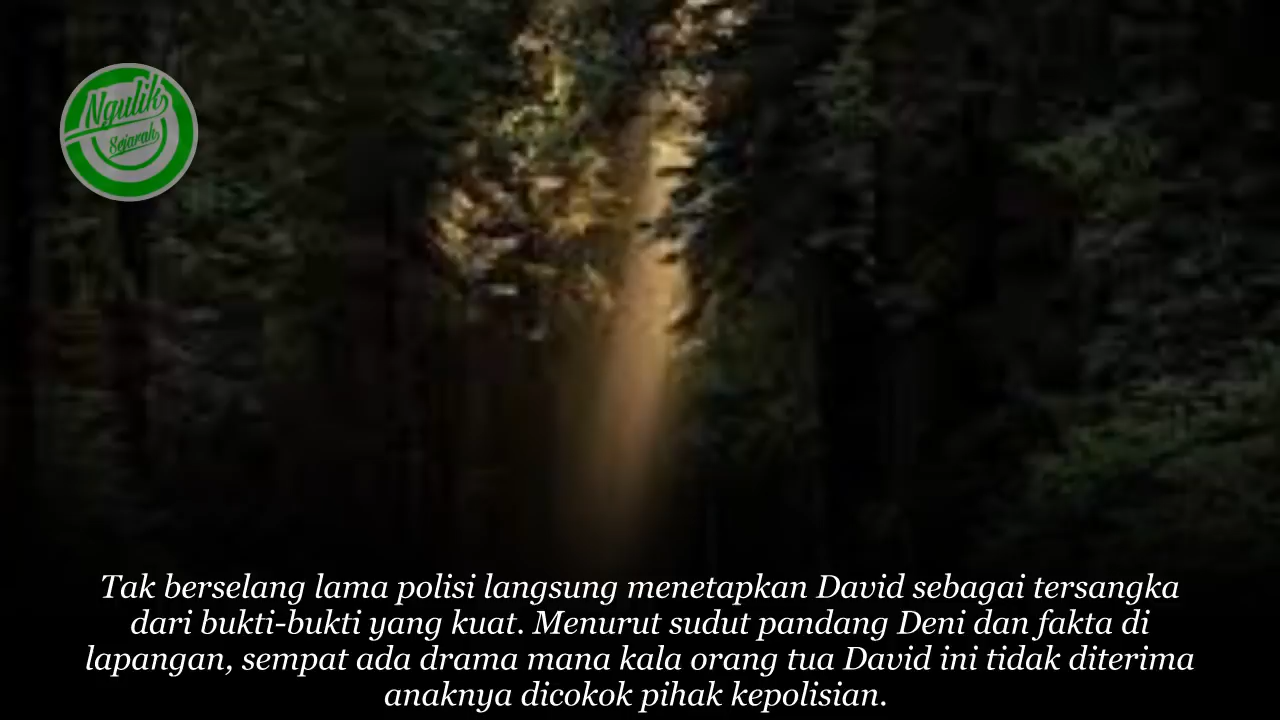 Ngulik
Sejarah
Tak berselang lama polisi langsung menetapkan David sebagai tersangka
dari bukti-bukti yang kuat. Menurut sudut pandang Deni dan fakta di
lapangan, sempat ada drama mana kala orang tua David ini tidak diterima
anaknya dicokok pihak kepolisian.